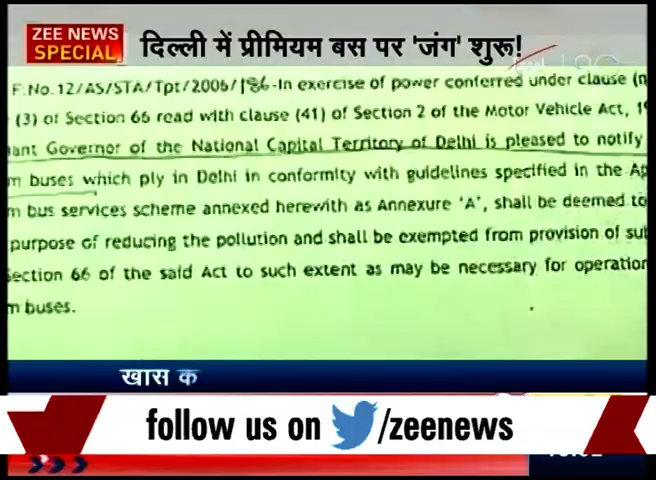 ZEE NEWS
SPECIAL
दिल्ली में प्रीमियम बस पर 'जंग' शुरू!
F.No.12/AS/STA/Tpt/2006/186-In exercise of power conferred under clause (n
(3) of Section 66 read with clause (41) of Section 2 of the Motor Vehicle Act, 19
nant Governor of the National Capital Territory of Delhi is pleased to notify
m buses which ply in Delhi in conformity with guidelines specified in the Ap
m bus services scheme annexed herewith as Annexure 'A', shall be deemed to
purpose of reducing the pollution and shall be exempted from provision of su
Section 66 of the said Act to such extent as may be necessary for operation
m buses.
खास क
follow us on /zeenews